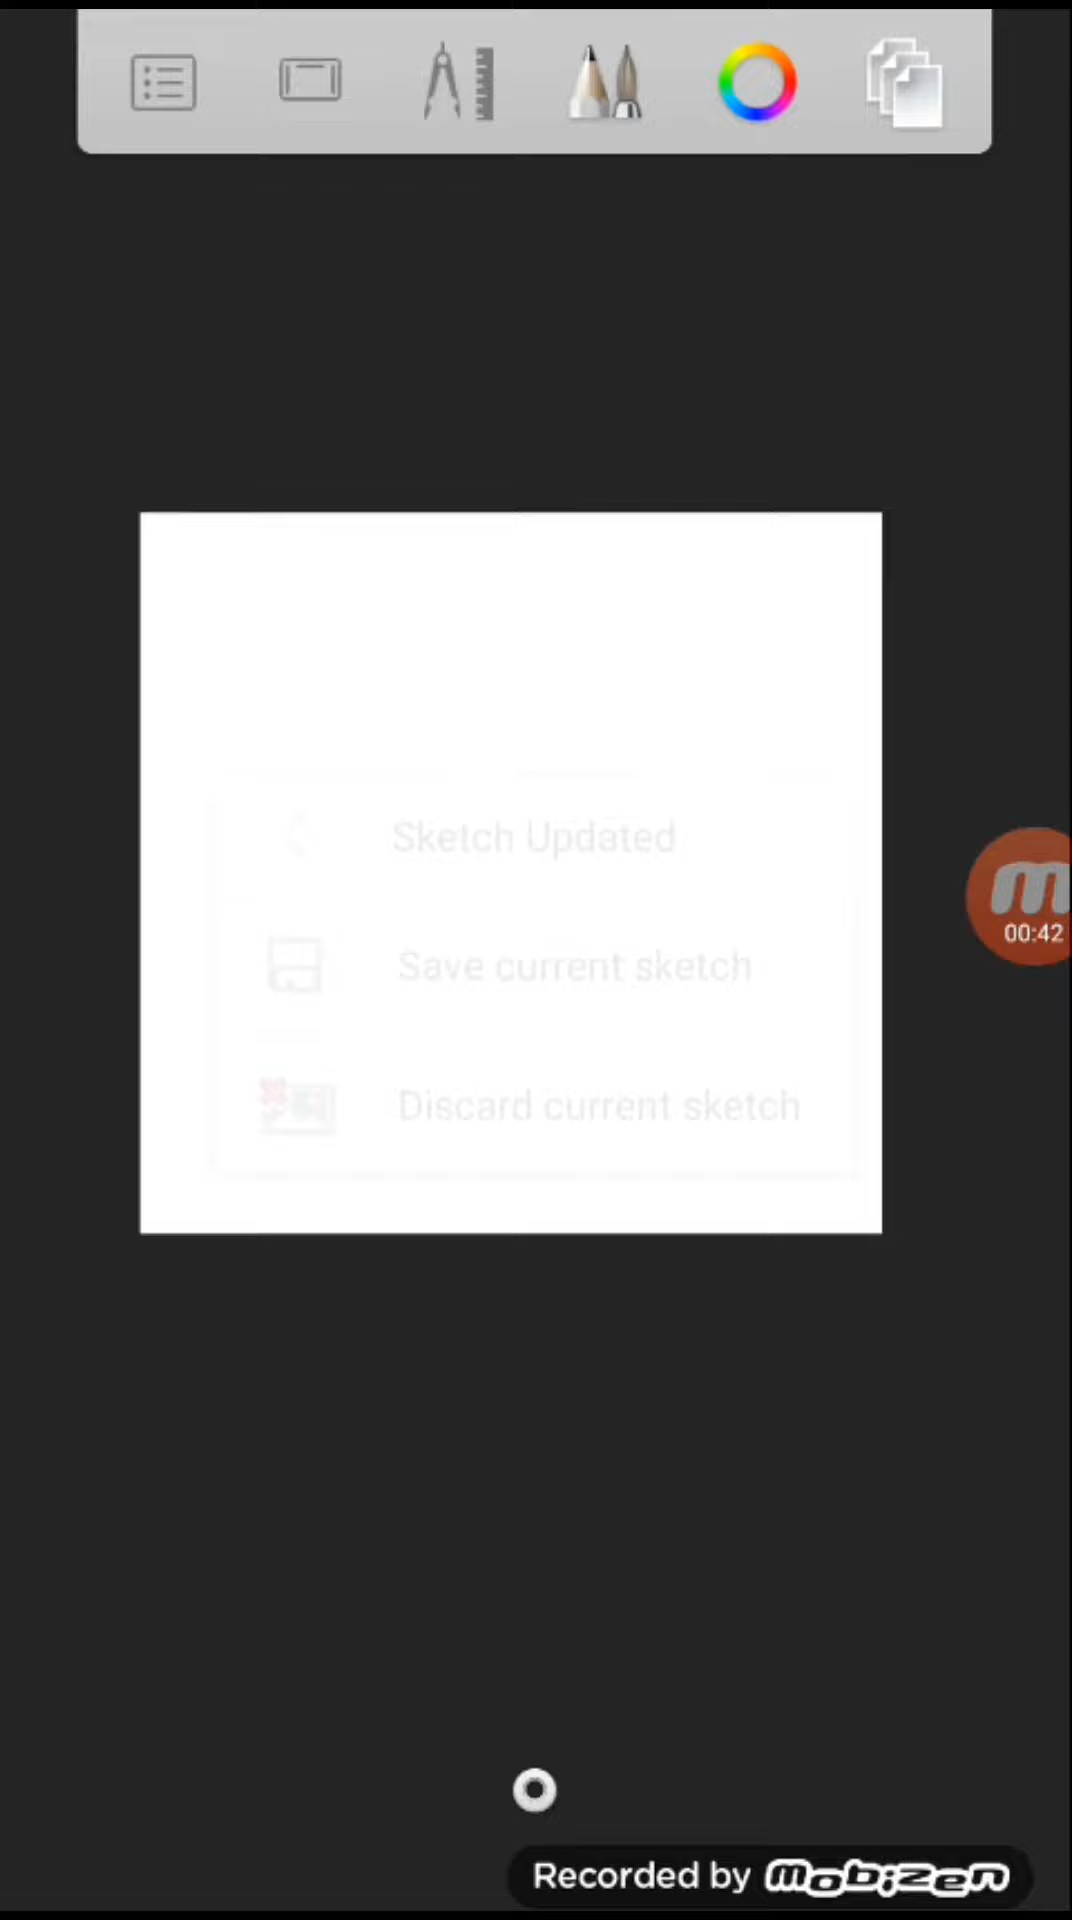 Sketch Updated
Save current sketch
Discard current sketch
00:42
Recorded by mobizen